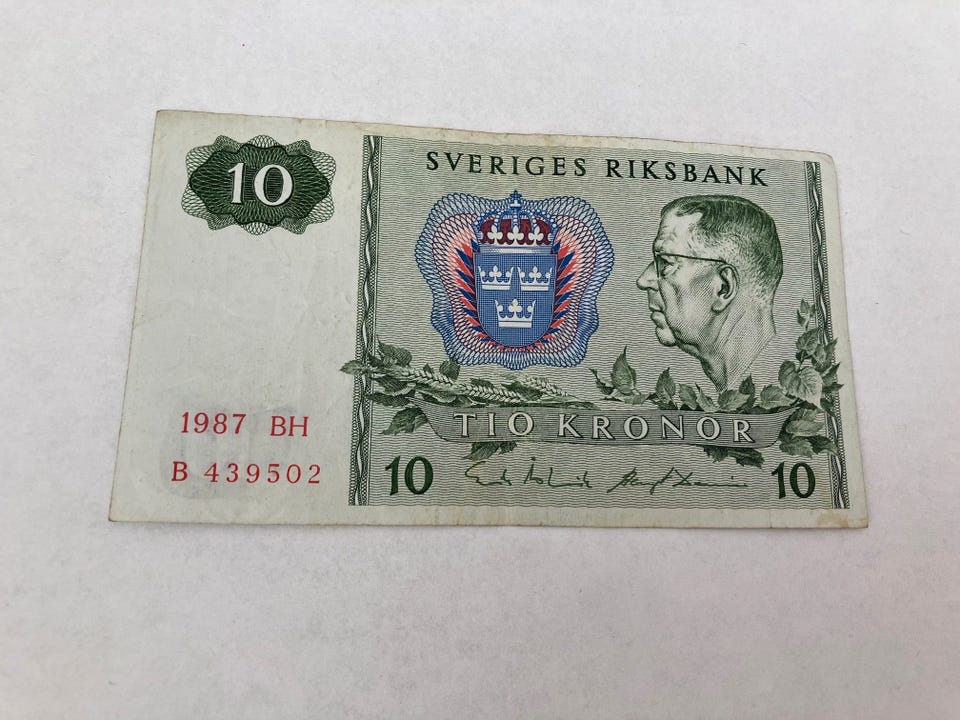 10
SVERIGES RIKSBANK
TIO KRONOR
1987 BH
B 439502
10
10